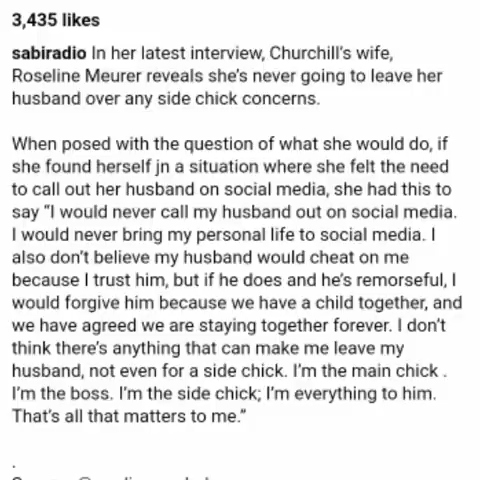 3,435 likes
sabiradio In her latest interview, Churchill's wife,
Roseline Meurer reveals she's never going to leave her
husband over any side chick concerns.
When posed with the question of what she would do, if
she found herself jn a situation where she felt the need
to call out her husband on social media, she had this to
say “I would never call my husband out on social media.
I would never bring my personal life to social media. I
also don't believe my husband would cheat on me
because I trust him, but if he does and he's remorseful, I
would forgive him because we have a child together, and
we have agreed we are staying together forever. I don't
think there's anything that can make me leave my
husband, not even for a side chick. I'm the main chick .
I'm the boss. I'm the side chick; I'm everything to him.
That's all that matters to me.”
.